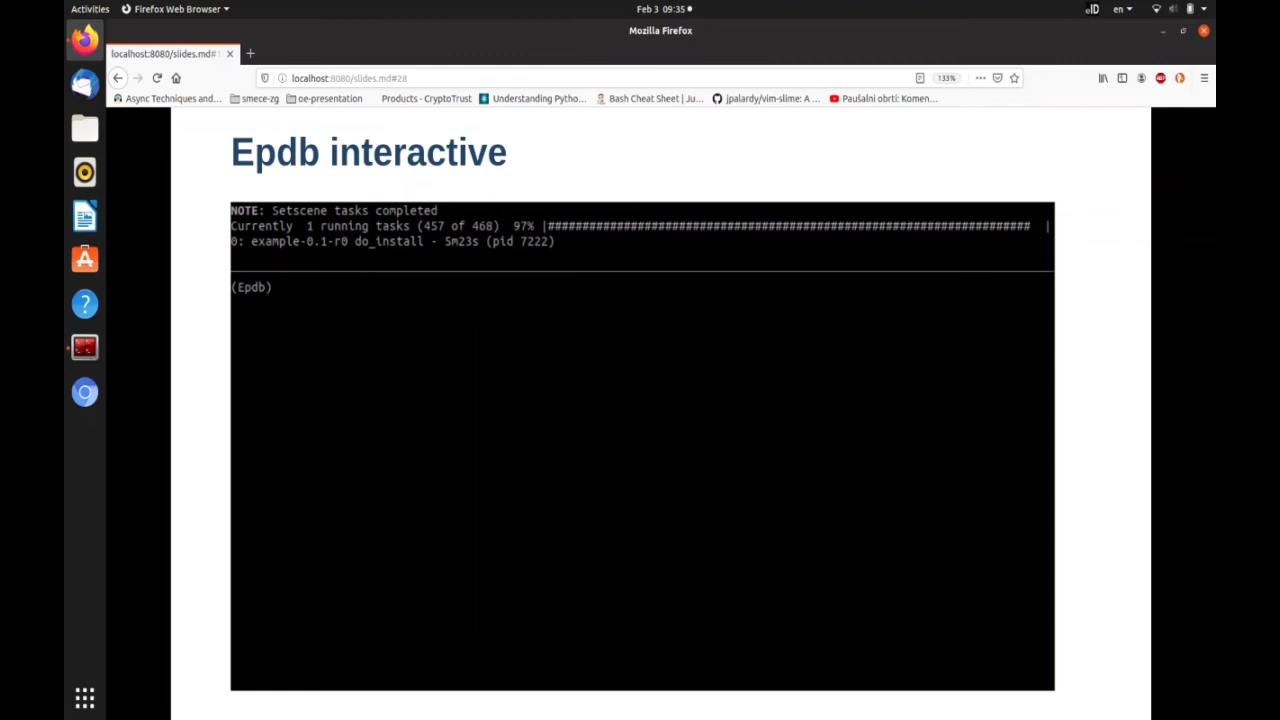 Activities
Firefox Web Browser
Feb 3 09:35
en
Mozilla Firefox
localhost:8080/slides.md#
localhost:8080/slides.md#28
133%
Async Techniques and...
smece-zg
oe-presentation
Products - CryptoTrust
Understanding Pytho...
Bash Cheat Sheet | Ju...
jpalardy/vim-slime: A ...
Paušalni obrti: Komen...
Epdb interactive
NOTE: Setscene tasks completed
Currently  1 running tasks (457 of 468)  97% |######################################################################  |
0: example-0.1-r0 do_install - 5m23s (pid 7222)
(Epdb)